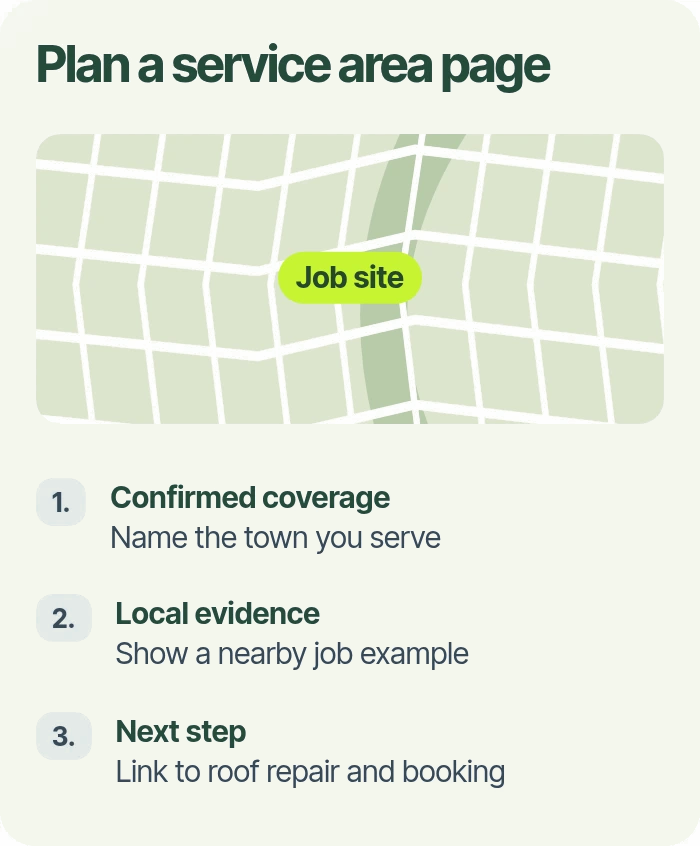 Plan a service area page
Job site
1.
Confirmed coverage
Name the town you serve
2.
Local evidence
Show a nearby job example
3.
Next step
Link to roof repair and booking